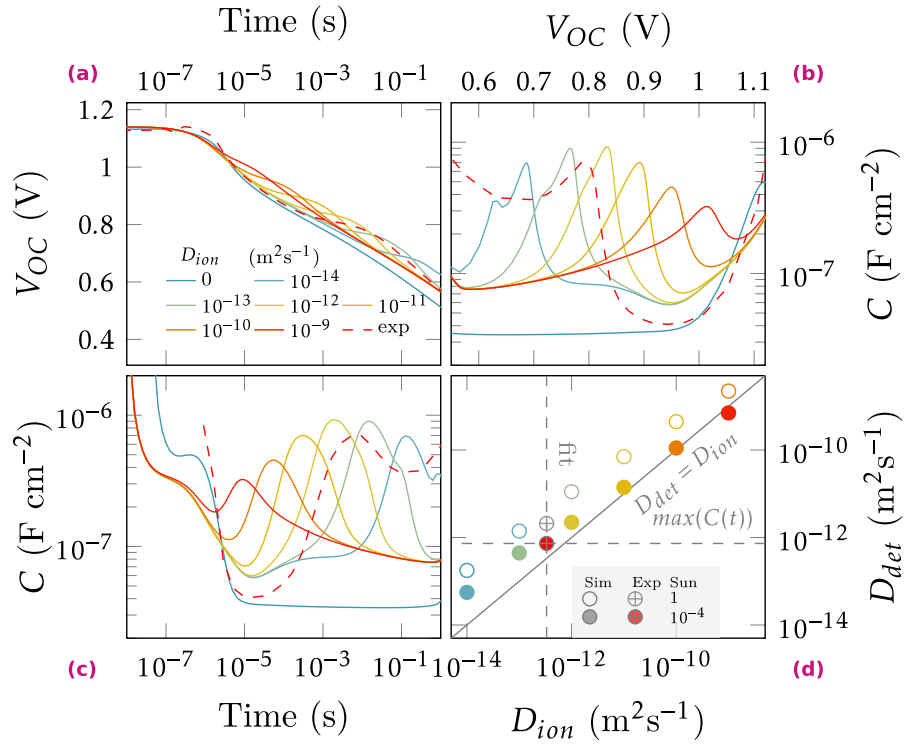 Time (s)
V_OC (V)
(a)
10^−7 10^−5 10^−3 10^−1
0.6 0.7 0.8 0.9 1 1.1
(b)
1.2
1
0.8
0.6
0.4
V_OC (V)
D_ion (m²s⁻¹)
0 10^−14
10^−13 10^−12 10^−11
10^−10 10^−9 exp
10^−6
10^−7
C (F cm⁻²)
10^−6
10^−7
C (F cm⁻²)
fit
D_det = D_ion
max(C(t))
Sim Exp Sun
1
10^−4
10^−10
10^−12
10^−14
D_det (m²s⁻¹)
10^−7 10^−5 10^−3 10^−1
10^−14 10^−12 10^−10
(c)
(d)
Time (s)
D_ion (m²s⁻¹)